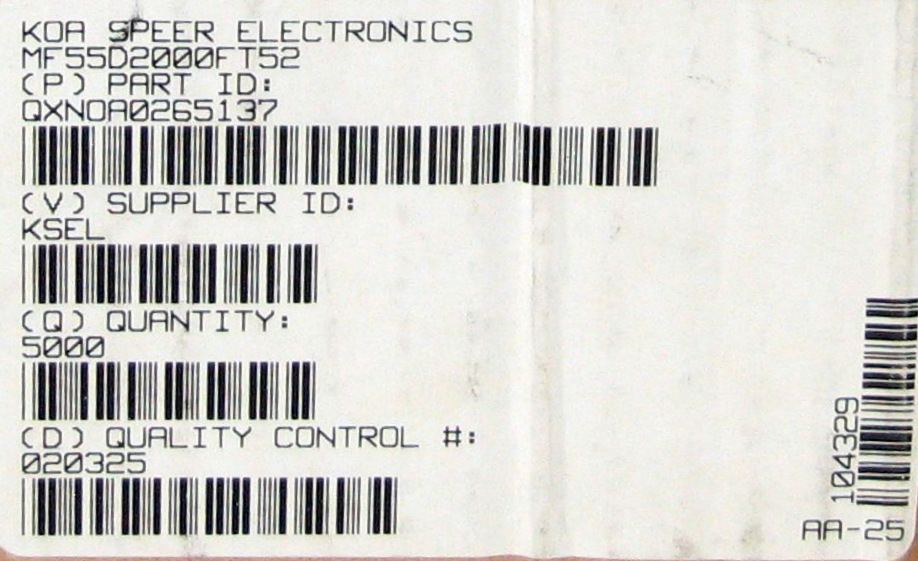 KOA SPEER ELECTRONICS
MF55D2000FT52
(P) PART ID:
QXNOA0265137
(V) SUPPLIER ID:
KSEL
(Q) QUANTITY:
5000
(D) QUALITY CONTROL #:
020325
104329
AA-25